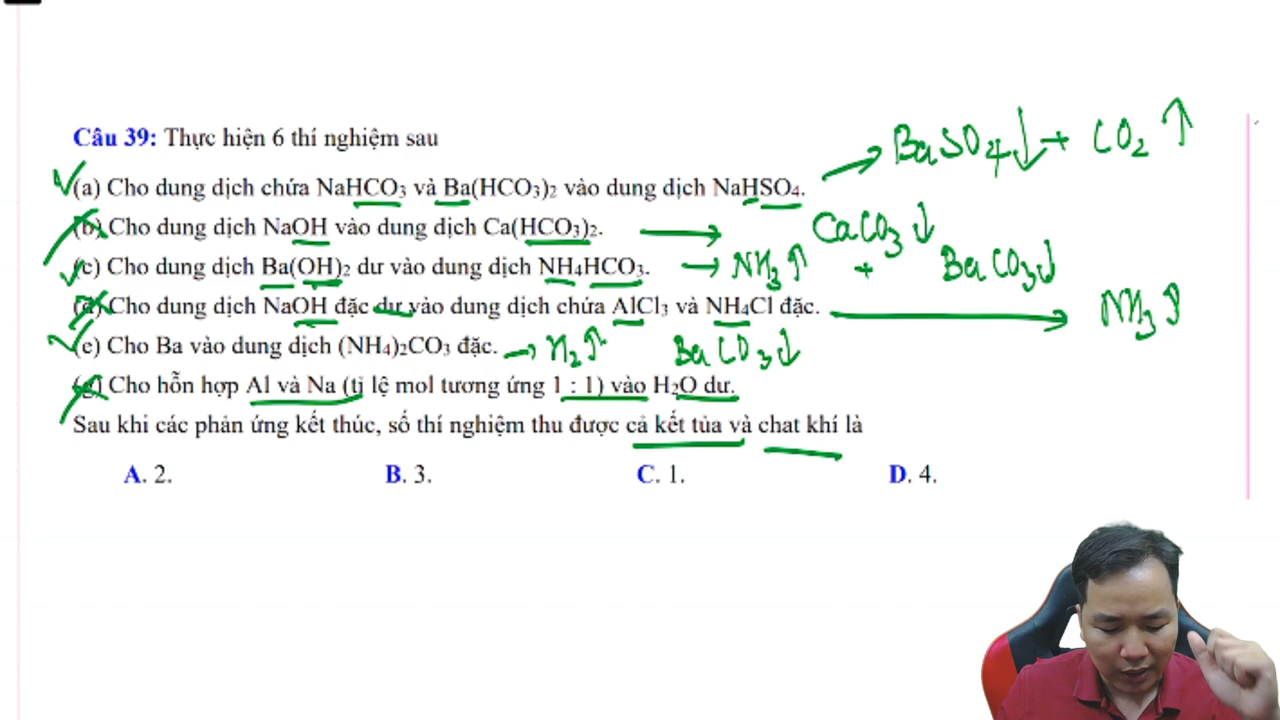 Câu 39: Thực hiện 6 thí nghiệm sau
(a) Cho dung dịch chứa NaHCO₃ và Ba(HCO₃)₂ vào dung dịch NaHSO₄. → BaSO₄↓ + CO₂↑
(b) Cho dung dịch NaOH vào dung dịch Ca(HCO₃)₂. → CaCO₃↓
(c) Cho dung dịch Ba(OH)₂ dư vào dung dịch NH₄HCO₃. → NH₃↑ + BaCO₃↓
(d) Cho dung dịch NaOH đặc dư vào dung dịch chứa AlCl₃ và NH₄Cl đặc. → NH₃↑
(e) Cho Ba vào dung dịch (NH₄)₂CO₃ đặc. → H₂↑ BaCO₃↓
(g) Cho hỗn hợp Al và Na (tị lệ mol tương ứng 1 : 1) vào H₂O dư.
Sau khi các phản ứng kết thúc, số thí nghiệm thu được cả kết tủa và chat khí là
A. 2. B. 3. C. 1. D. 4.